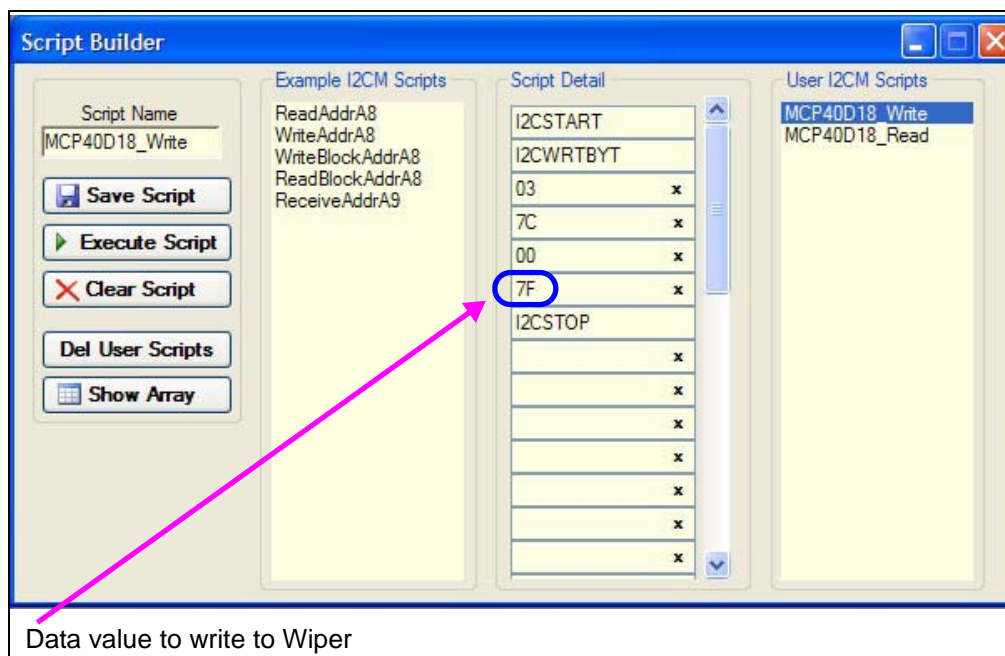 Script Builder
Script Name
MCP40D18_Write
Save Script
Execute Script
Clear Script
Del User Scripts
Show Array
Example I2CM Scripts
ReadAddrA8
WriteAddrA8
WriteBlockAddrA8
ReadBlockAddrA8
ReceiveAddrA9
Script Detail
I2CSTART
I2CWRTBYT
03 x
7C x
00 x
7F x
I2CSTOP
x
x
x
x
x
x
x
User I2CM Scripts
MCP40D18_Write
MCP40D18_Read
Data value to write to Wiper